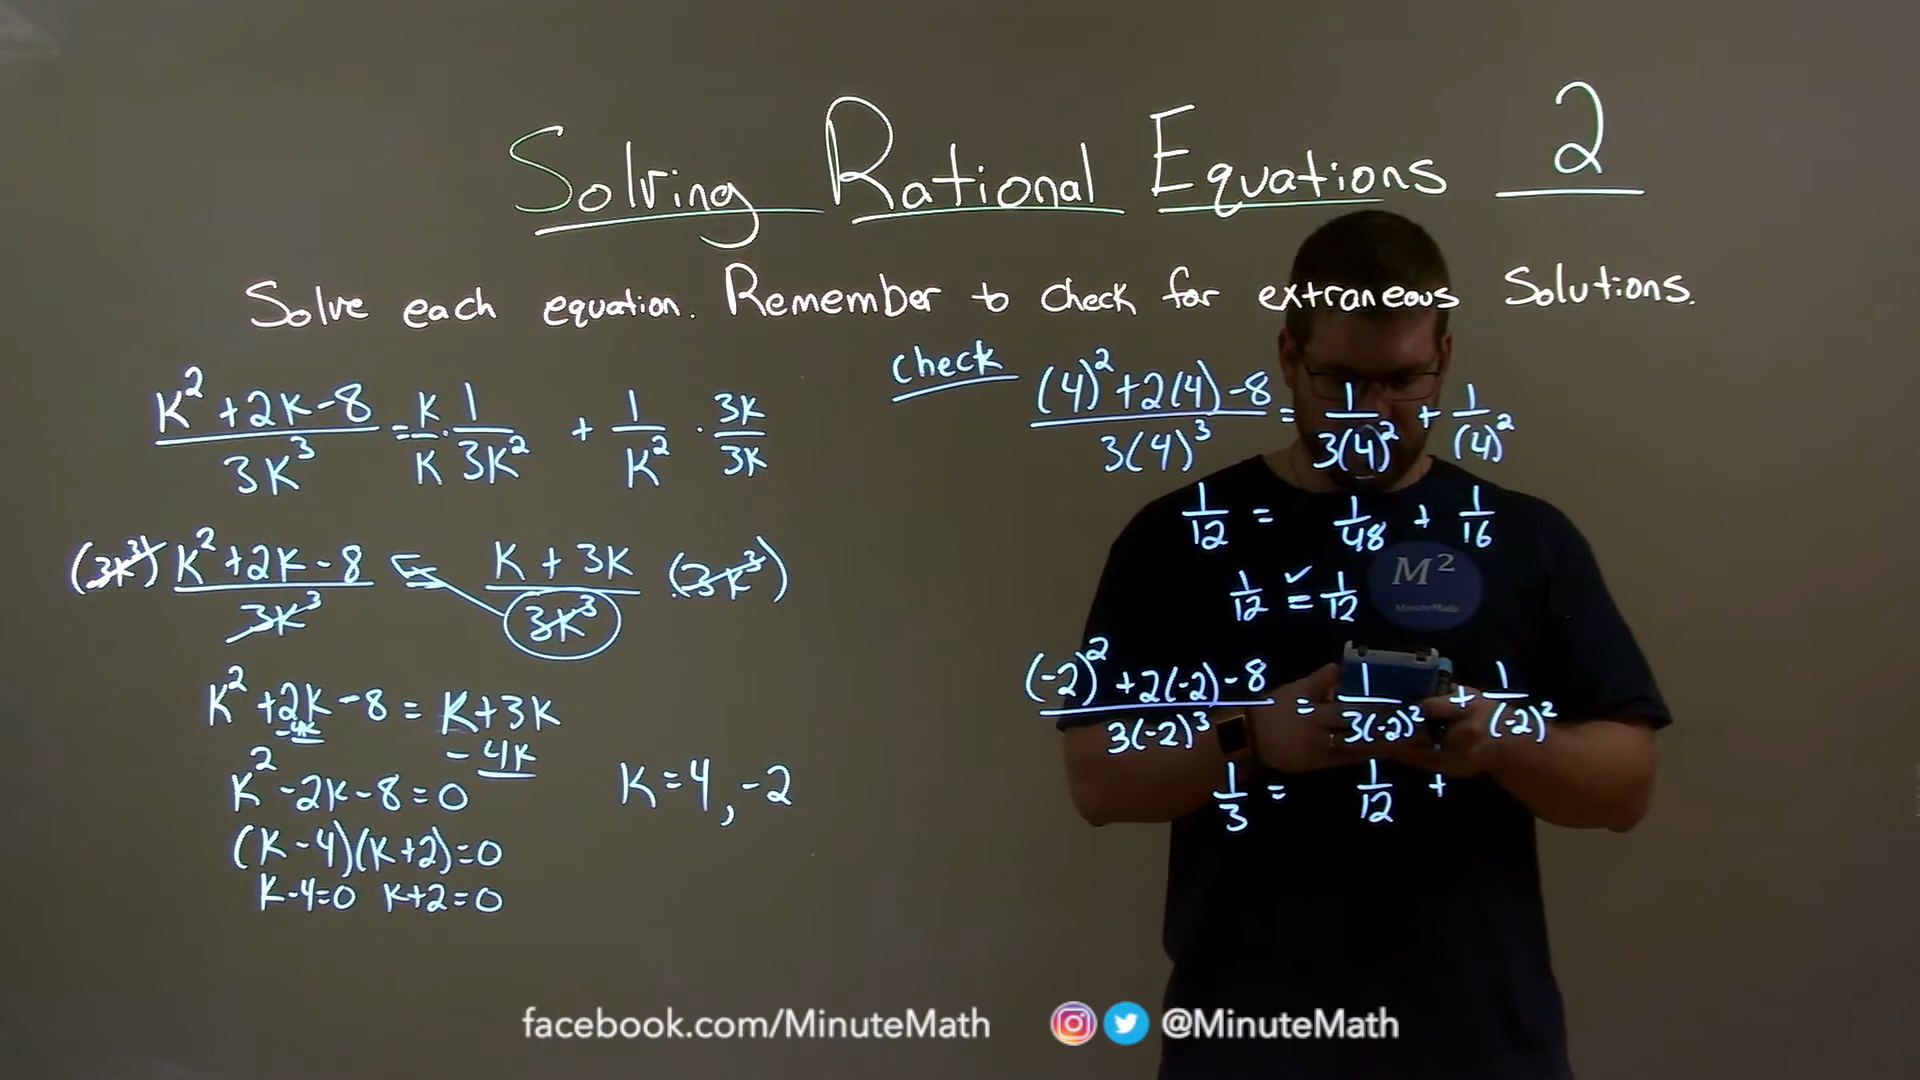 Solving Rational Equations 2
Solve each equation. Remember to check for extraneous solutions.
(K² + 2K - 8)/(3K³) = K/K · 1/(3K²) + 1/K² · 3K/3K
(3K³) (K² + 2K - 8)/(3K³) = (K + 3K)/(3K³) (3K³)
K² + 2K - 8 = K + 3K
-4K - 4K
K² - 2K - 8 = 0
(K - 4)(K + 2) = 0
K - 4 = 0 K + 2 = 0
K = 4, -2
Check
((4)² + 2(4) - 8)/(3(4)³) = 1/(3(4)²) + 1/(4)²
1/12 = 1/48 + 1/16
1/12 =✓ 1/12
((-2)² + 2(-2) - 8)/(3(-2)³) = 1/(3(-2)²) + 1/(-2)²
1/3 = 1/12 +
M²
MinuteMath
facebook.com/MinuteMath @MinuteMath